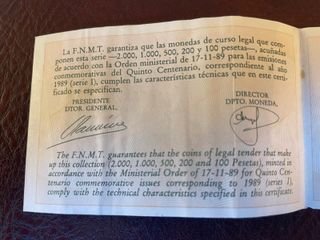 La F.N.M.T. garantiza que las monedas de curso legal que com-
ponen esta serie —2.000, 1.000, 500, 200 y 100 pesetas—, acuñadas
de acuerdo con la Orden ministerial de 17-11-89 para las emisiones
conmemorativas del Quinto Centenario, correspondiente al año
1989 (serie I), cumplen las características técnicas que en este certifi-
cado se especifican.
PRESIDENTE
DTOR. GENERAL.
DIRECTOR
DPTO. MONEDA.
The F.N.M.T. guarantees that the coins of legal tender that make
up this collection (2.000, 1.000, 500, 200 and 100 Pesetas), minted in
accordance with the Ministerial Order of 17-11-89 for Quinto Cen-
tenario commemorative issues corresponding to 1989 (serie I),
comply with the technical characteristics specified in this certificate.